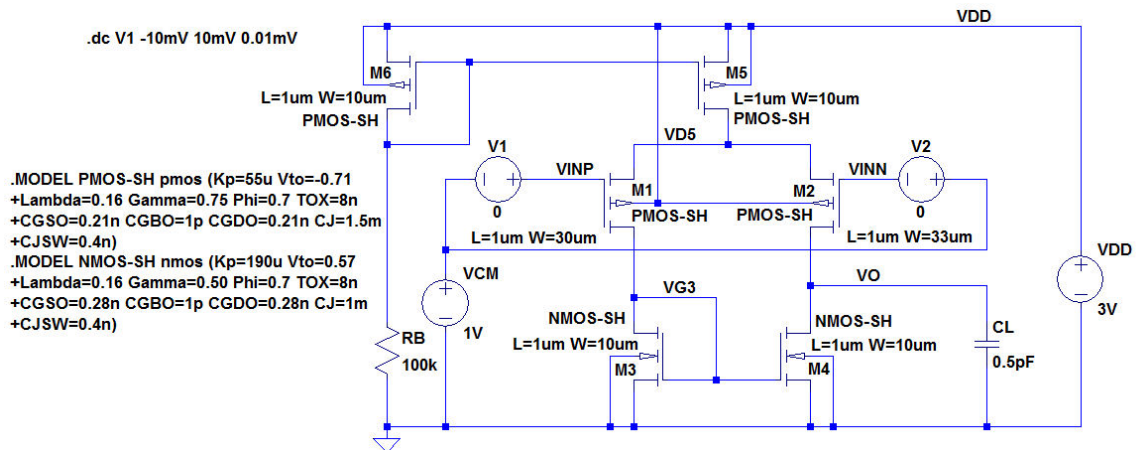 .dc V1 -10mV 10mV 0.01mV
VDD
M6
M5
L=1um W=10um
PMOS-SH
L=1um W=10um
PMOS-SH
V1
VD5
V2
VINP
VINN
M1
M2
0
0
PMOS-SH
PMOS-SH
L=1um W=30um
L=1um W=33um
.MODEL PMOS-SH pmos (Kp=55u Vto=-0.71
+Lambda=0.16 Gamma=0.75 Phi=0.7 TOX=8n
+CGSO=0.21n CGBO=1p CGDO=0.21n CJ=1.5m
+CJSW=0.4n)
.MODEL NMOS-SH nmos (Kp=190u Vto=0.57
+Lambda=0.16 Gamma=0.50 Phi=0.7 TOX=8n
+CGSO=0.28n CGBO=1p CGDO=0.28n CJ=1m
+CJSW=0.4n)
VCM
1V
VG3
VO
VDD
3V
RB
100k
NMOS-SH
L=1um W=10um
M3
NMOS-SH
L=1um W=10um
M4
CL
0.5pF